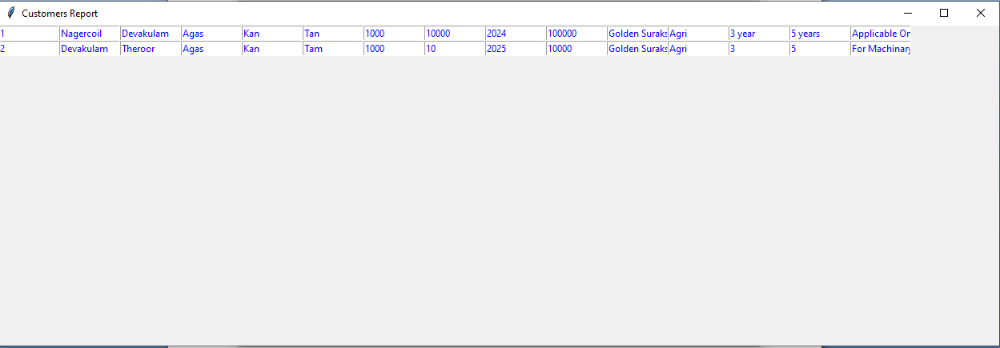 Customers Report
1 Nagercoil Devakulam Agas Kan Tan 1000 10000 2024 100000 Golden Suraks Agri 3 year 5 years Applicable On
2 Devakulam Theroor Agas Kan Tam 1000 10 2025 10000 Golden Suraks Agri 3 5 For Machinary